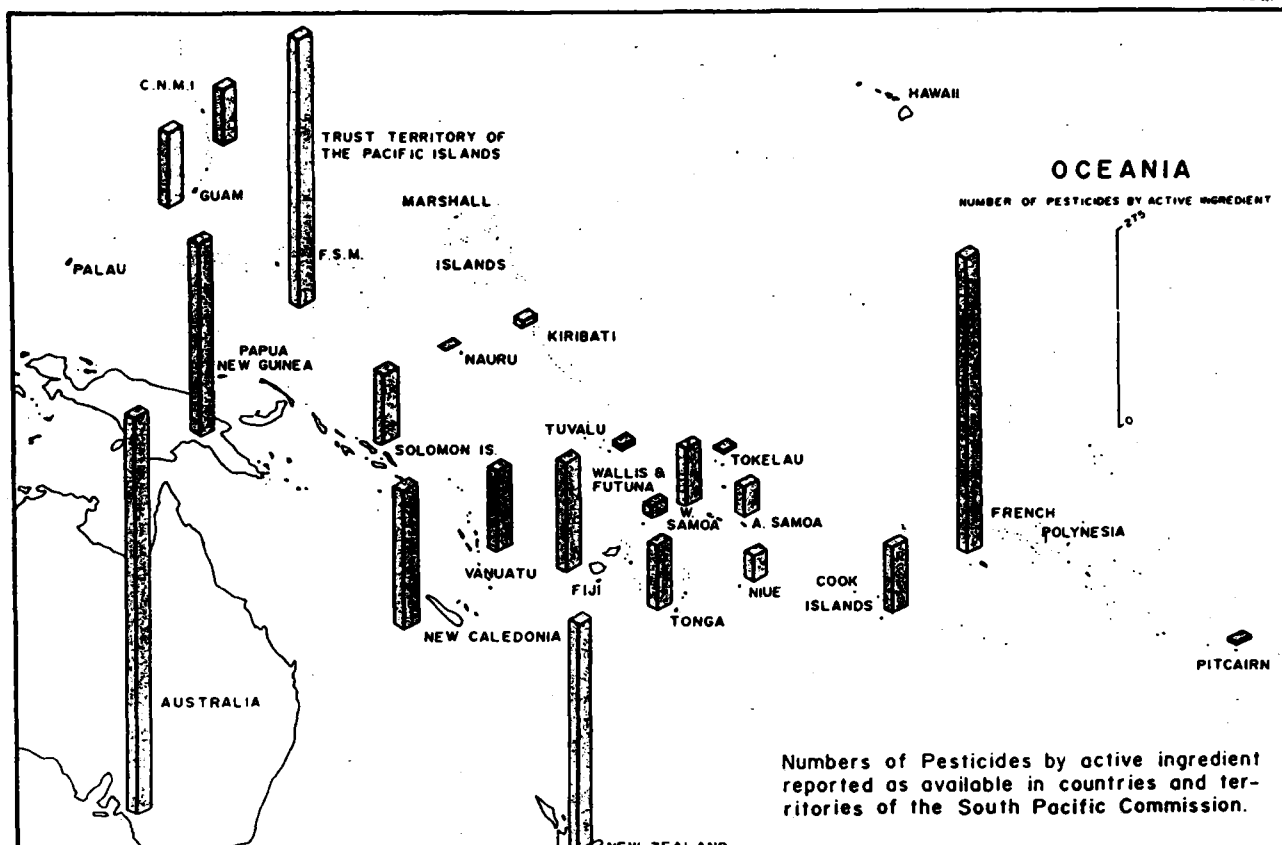 C.N.M.I
HAWAII
TRUST TERRITORY OF
THE PACIFIC ISLANDS
OCEANIA
GUAM
MARSHALL
NUMBER OF PESTICIDES BY ACTIVE INGREDIENT
275
F.S.M.
PALAU
ISLANDS
KIRIBATI
NAURU
PAPUA
NEW GUINEA
0
TUVALU
SOLOMON IS.
TOKELAU
WALLIS &
FUTUNA
W.
SAMOA
A. SAMOA
FRENCH
POLYNESIA
VANUATU
FIJI
NIUE
COOK
ISLANDS
TONGA
NEW CALEDONIA
PITCAIRN
AUSTRALIA
Numbers of Pesticides by active ingredient
reported as available in countries and ter-
ritories of the South Pacific Commission.
NEW ZEALAND